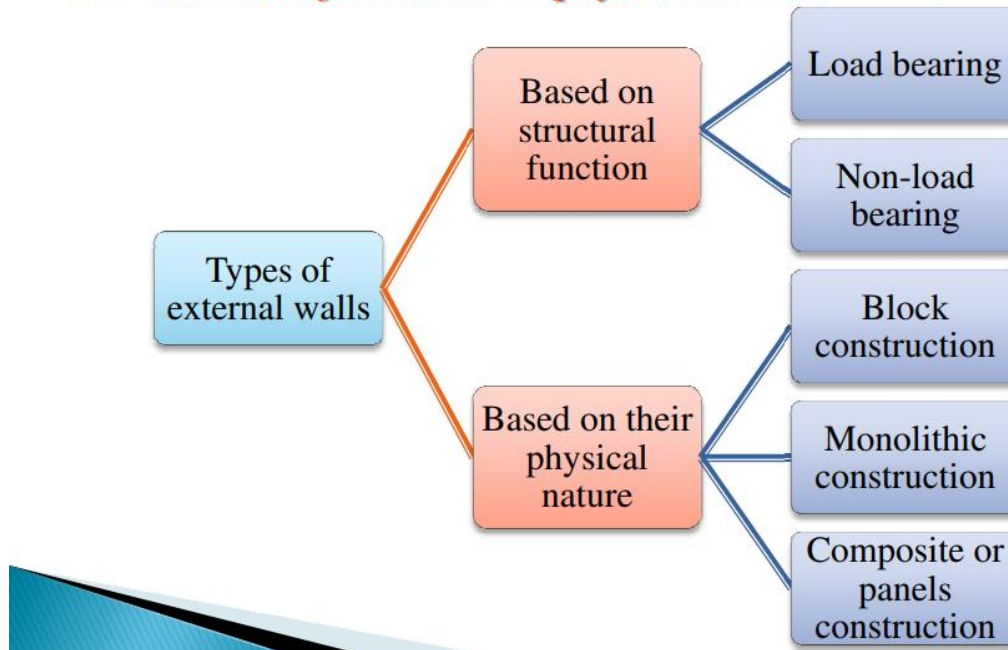 Types of
external walls
Based on
structural
function
Load bearing
Non-load
bearing
Based on their
physical
nature
Block
construction
Monolithic
construction
Composite or
panels
construction